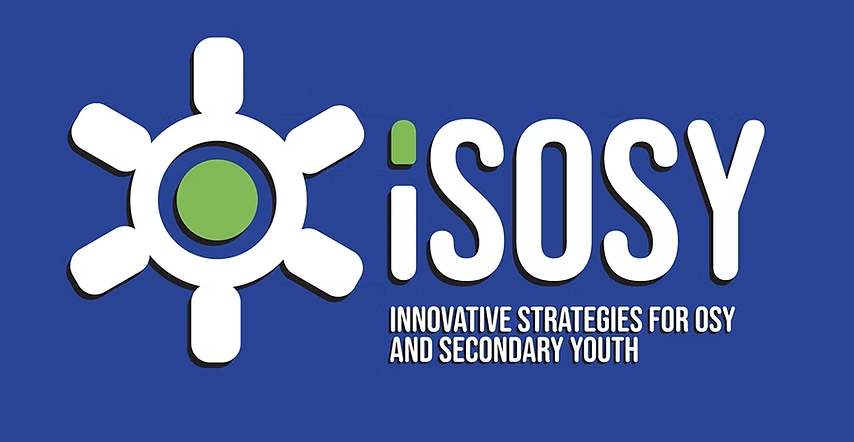 iSOSY
INNOVATIVE STRATEGIES FOR OSY
AND SECONDARY YOUTH